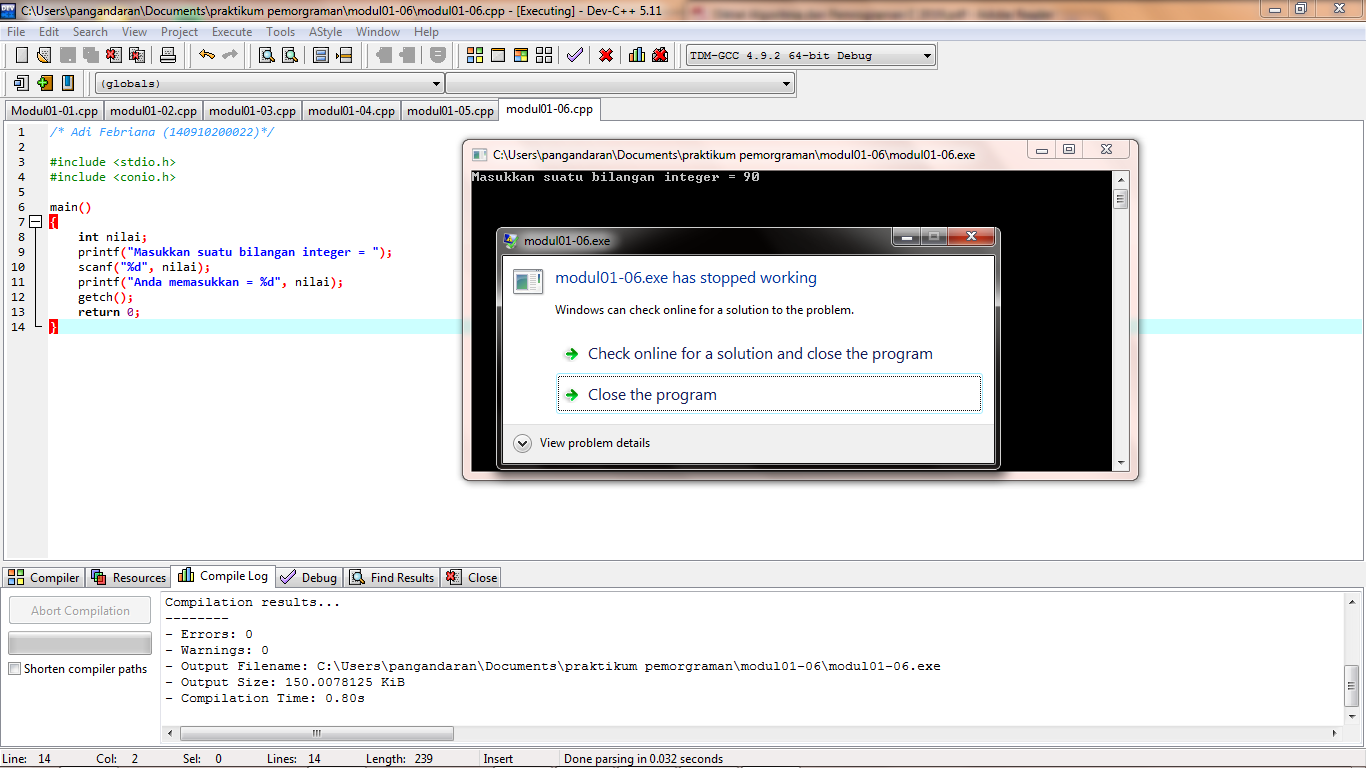 C:\Users\pangandaran\Documents\praktikum pemorgraman\modul01-06\modul01-06.cpp - [Executing] - Dev-C++ 5.11
File Edit Search View Project Execute Tools AStyle Window Help
TDM-GCC 4.9.2 64-bit Debug
(globals)
Modul01-01.cpp modul01-02.cpp modul01-03.cpp modul01-04.cpp modul01-05.cpp modul01-06.cpp
1 /* Adi Febriana (140910200022)*/
2
3 #include <stdio.h>
4 #include <conio.h>
5
6 main()
7 {
8 int nilai;
9 printf("Masukkan suatu bilangan integer = ");
10 scanf("%d", nilai);
11 printf("Anda memasukkan = %d", nilai);
12 getch();
13 return 0;
14 }
C:\Users\pangandaran\Documents\praktikum pemorgraman\modul01-06\modul01-06.exe
Masukkan suatu bilangan integer = 90
modul01-06.exe
modul01-06.exe has stopped working
Windows can check online for a solution to the problem.
Check online for a solution and close the program
Close the program
View problem details
Compiler Resources Compile Log Debug Find Results Close
Abort Compilation
Shorten compiler paths
Compilation results...
--------
- Errors: 0
- Warnings: 0
- Output Filename: C:\Users\pangandaran\Documents\praktikum pemorgraman\modul01-06\modul01-06.exe
- Output Size: 150.0078125 KiB
- Compilation Time: 0.80s
Line: 14 Col: 2 Sel: 0 Lines: 14 Length: 239 Insert Done parsing in 0.032 seconds